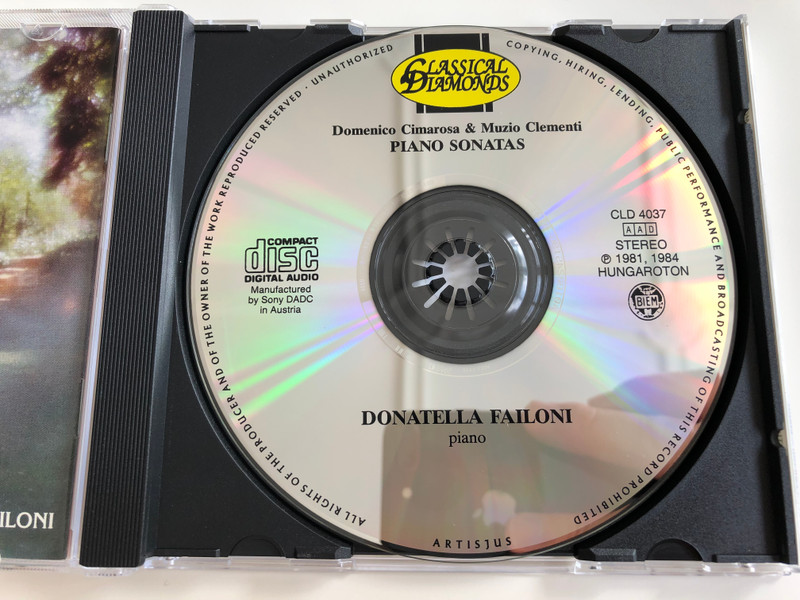 CLASSICAL
DIAMONDS
Domenico Cimarosa & Muzio Clementi
PIANO SONATAS
COMPACT
disc
DIGITAL AUDIO
Manufactured
by Sony DADC
in Austria
CLD 4037
AAD
STEREO
℗ 1981, 1984
HUNGAROTON
BIEM
DONATELLA FAILONI
piano
ALL RIGHTS OF THE PRODUCER AND OF THE OWNER OF THE WORK REPRODUCED RESERVED · UNAUTHORIZED COPYING, HIRING, LENDING, PUBLIC PERFORMANCE AND BROADCASTING OF THIS RECORD PROHIBITED
ARTISJUS
ILONI